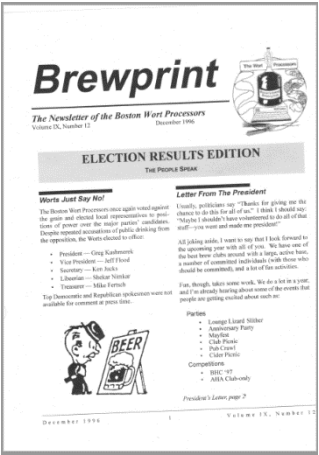 The Wort Processors
Brewprint
The Newsletter of the Boston Wort Processors
Volume IX, Number 12 December 1996
ELECTION RESULTS EDITION
THE PEOPLE SPEAK
Worts Just Say No!
The Boston Wort Processors once again voted against
the grain and elected local representatives to posi-
tions of power over the major parties' candidates.
Despite repeated accusations of public drinking from
the opposition, the Worts elected to office:
• President — Greg
• Vice President — Jeff Flood
• Secretary — Ken Jucks
• Librarian — Shekar Nimkar
• Treasurer — Mike Fertsch
Top Democratic and Republican spokesmen were not
available for comment at press time.
BEER
Letter From The President
Usually, politicians say "Thanks for giving me the
chance to do this for all of us." I think I should say:
"Maybe I shouldn't have volunteered to do all of that
stuff—you went and made me president!"
All joking aside, I want to say that I look forward to
the upcoming year with all of you. We have one of
the best brew clubs around with a large, active base,
a number of committed individuals (with those who
should be committed), and a lot of fun activities.
Fun, though, takes some work. We do a lot in a year,
and I'm already hearing about some of the events that
people are getting excited about such as:
Parties
• Lounge Lizard Slither
• Anniversary Party
• Mayfest
• Club Picnic
• Pub Crawl
• Cider Picnic
Competitions
• BHC '97
• AHA Club-only
President's Letter, page 2
December 1996 1 Volume IX, Number 12